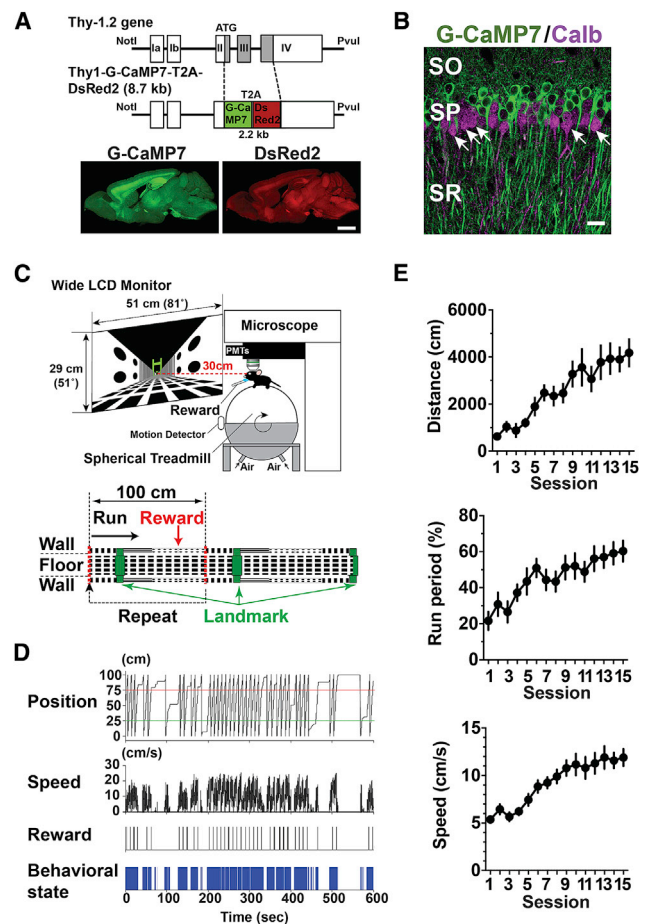 A
Thy-1.2 gene
ATG
NotI
Ia
Ib
II
III
IV
PvuI
Thy1-G-CaMP7-T2A-
DsRed2 (8.7 kb)
T2A
NotI
G-Ca
MP7
Ds
Red2
PvuI
2.2 kb
G-CaMP7
DsRed2
B
G-CaMP7/Calb
SO
SP
SR
C
Wide LCD Monitor
51 cm (81°)
29 cm
(51°)
Microscope
PMTs
30cm
Reward
Motion Detector
Spherical Treadmill
Air
Air
100 cm
Run
Reward
Wall
Floor
Wall
Repeat
Landmark
D
(cm)
Position
100
75
50
25
0
(cm/s)
Speed
30
20
10
0
Reward
Behavioral
state
0 100 200 300 400 500 600
Time (sec)
E
Distance (cm)
6000
4000
2000
0
1 3 5 7 9 11 13 15
Session
Run period (%)
80
60
40
20
0
1 3 5 7 9 11 13 15
Session
Speed (cm/s)
15
10
5
0
1 3 5 7 9 11 13 15
Session